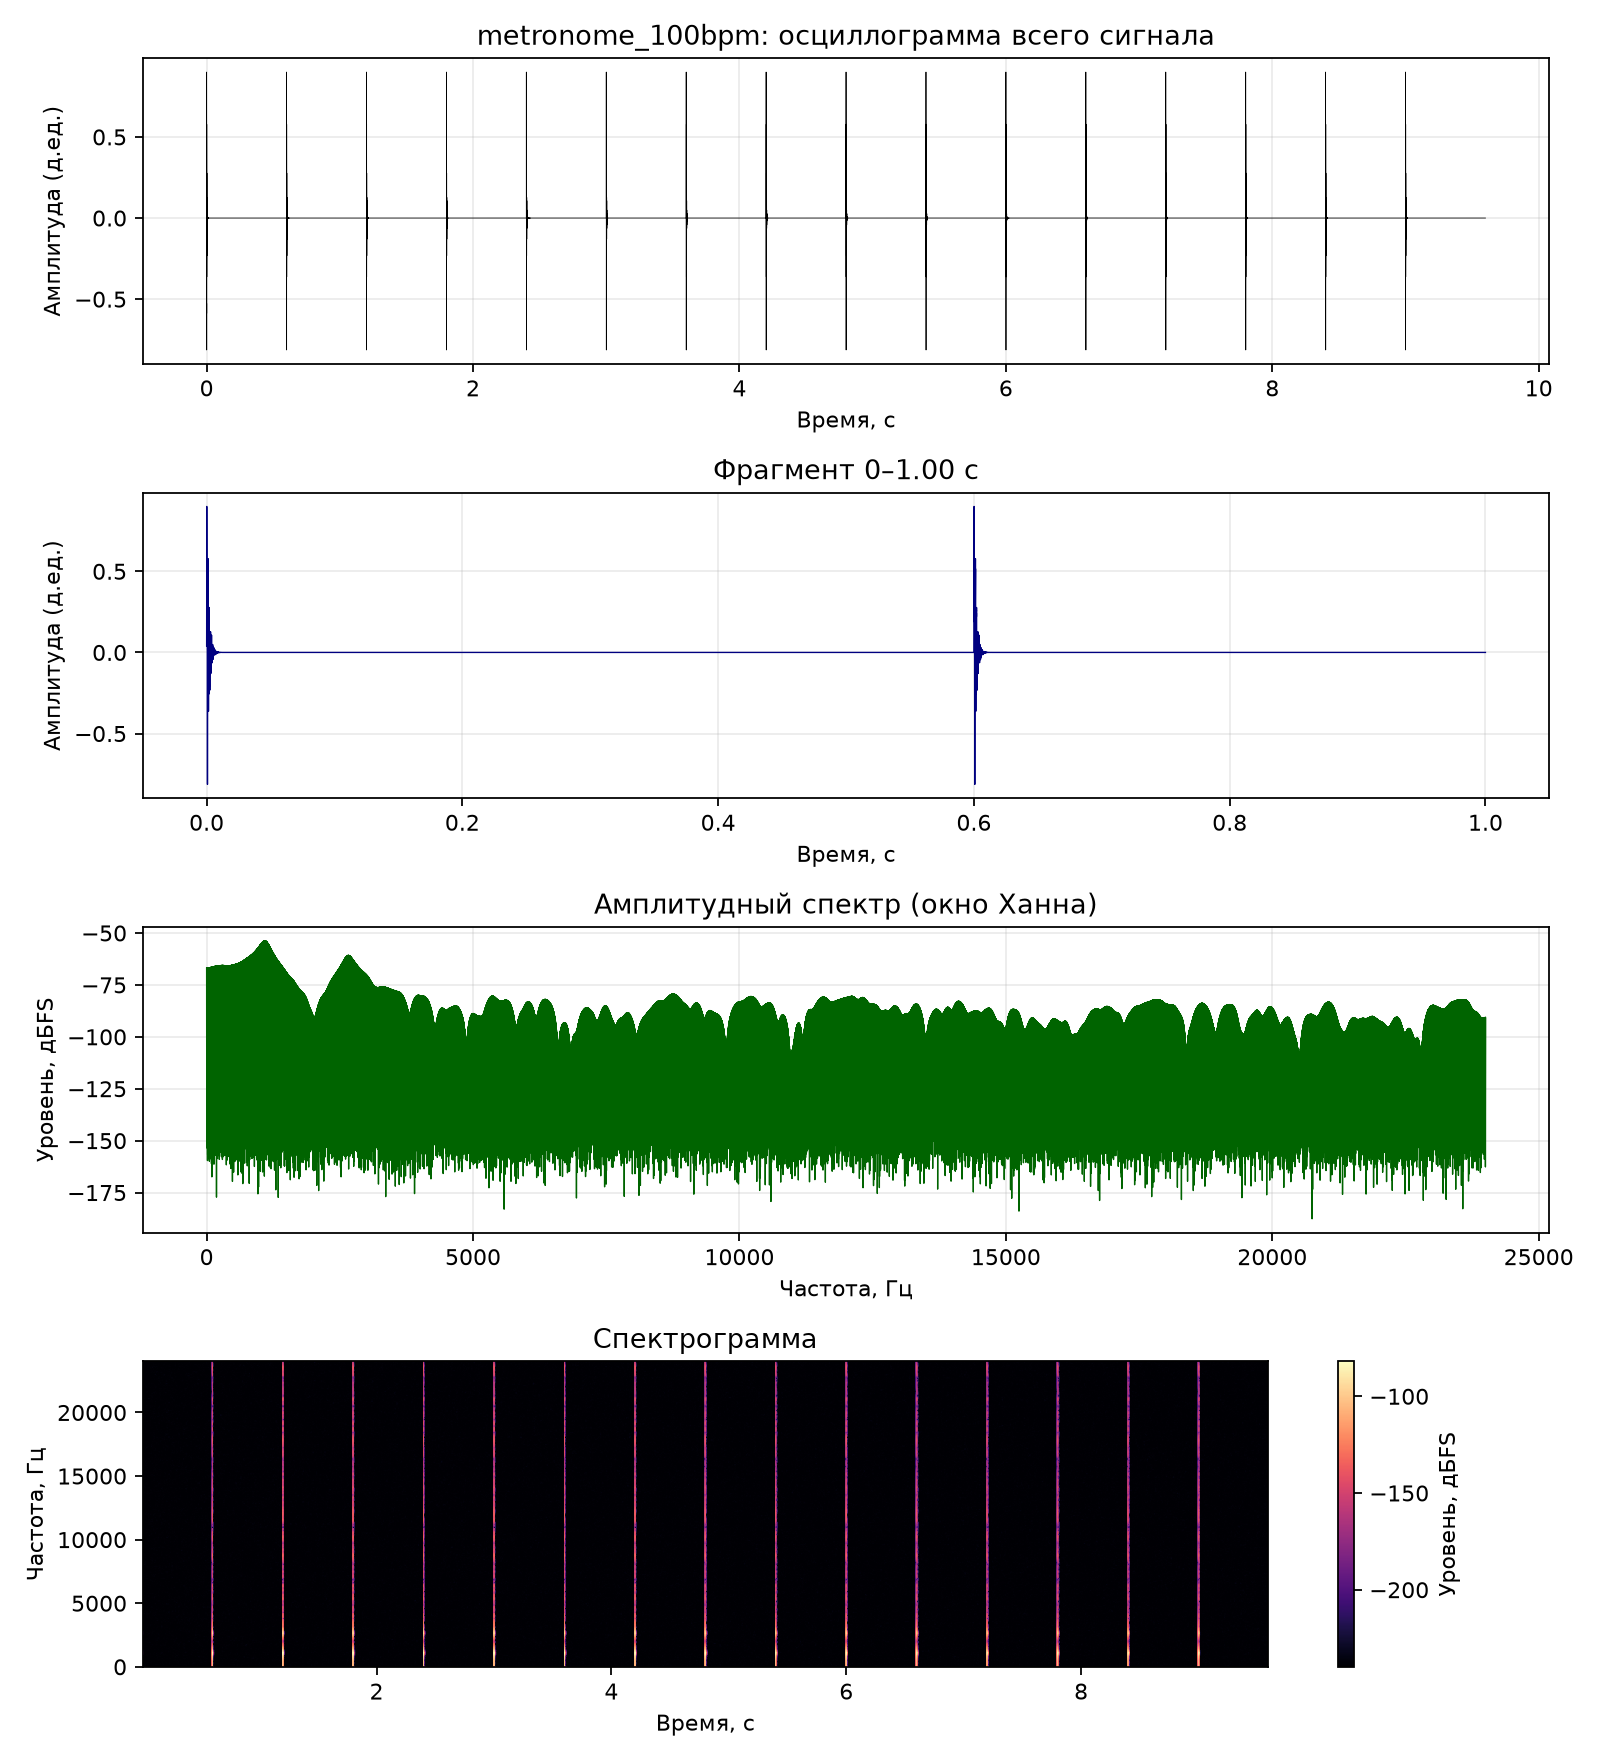 metronome_100bpm: осциллограмма всего сигнала
Амплитуда (д.ед.)
0.5
0.0
−0.5
0 2 4 6 8 10
Время, с
Фрагмент 0–1.00 с
Амплитуда (д.ед.)
0.5
0.0
−0.5
0.0 0.2 0.4 0.6 0.8 1.0
Время, с
Амплитудный спектр (окно Ханна)
Уровень, дБFS
−50
−75
−100
−125
−150
−175
0 5000 10000 15000 20000 25000
Частота, Гц
Спектрограмма
Частота, Гц
20000
15000
10000
5000
0
2 4 6 8
Время, с
−100
−150
−200
Уровень, дБFS